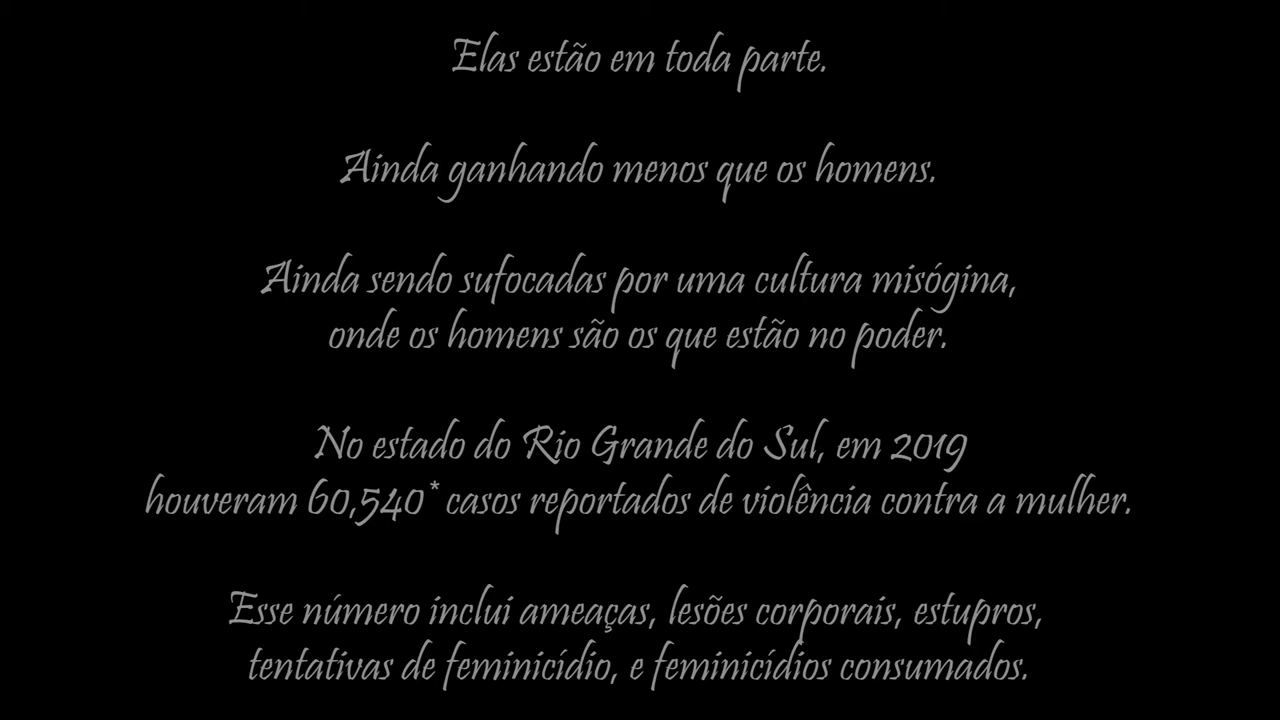 Elas estão em toda parte.
Ainda ganhando menos que os homens.
Ainda sendo sufocadas por uma cultura misógina,
onde os homens são os que estão no poder.
No estado do Rio Grande do Sul, em 2019
houveram 60,540* casos reportados de violência contra a mulher.
Esse número inclui ameaças, lesões corporais, estupros,
tentativas de feminicídio, e feminicídios consumados.